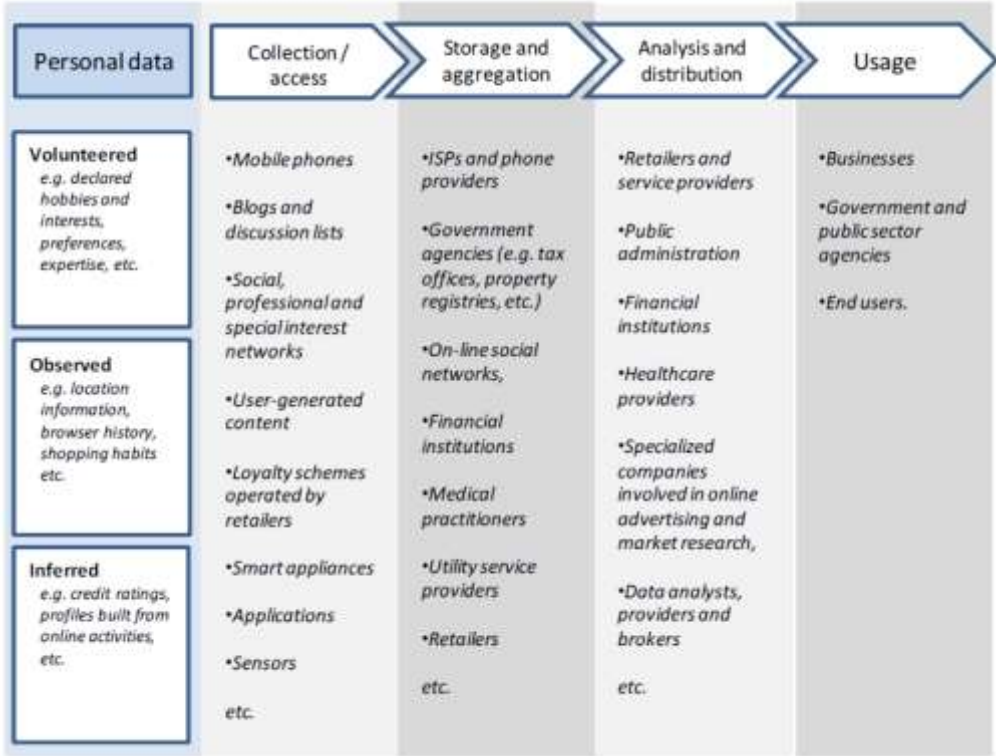 Personal data
Collection /
access
Storage and
aggregation
Analysis and
distribution
Usage
Volunteered
e.g. declared
hobbies and
interests,
preferences,
expertise, etc.
Observed
e.g. location
information,
browser history,
shopping habits
etc.
Inferred
e.g. credit ratings,
profiles built from
online activities,
etc.
•Mobile phones
•Blogs and
discussion lists
•Social,
professional and
special interest
networks
•User-generated
content
•Loyalty schemes
operated by
retailers
•Smart appliances
•Applications
•Sensors
etc.
•ISPs and phone
providers
•Government
agencies (e.g. tax
offices, property
registries, etc.)
•On-line social
networks,
•Financial
institutions
•Medical
practitioners
•Utility service
providers
•Retailers
etc.
•Retailers and
service providers
•Public
administration
•Financial
institutions
•Healthcare
providers
•Specialized
companies
involved in online
advertising and
market research,
•Data analysts,
providers and
brokers
etc.
•Businesses
•Government and
public sector
agencies
•End users.